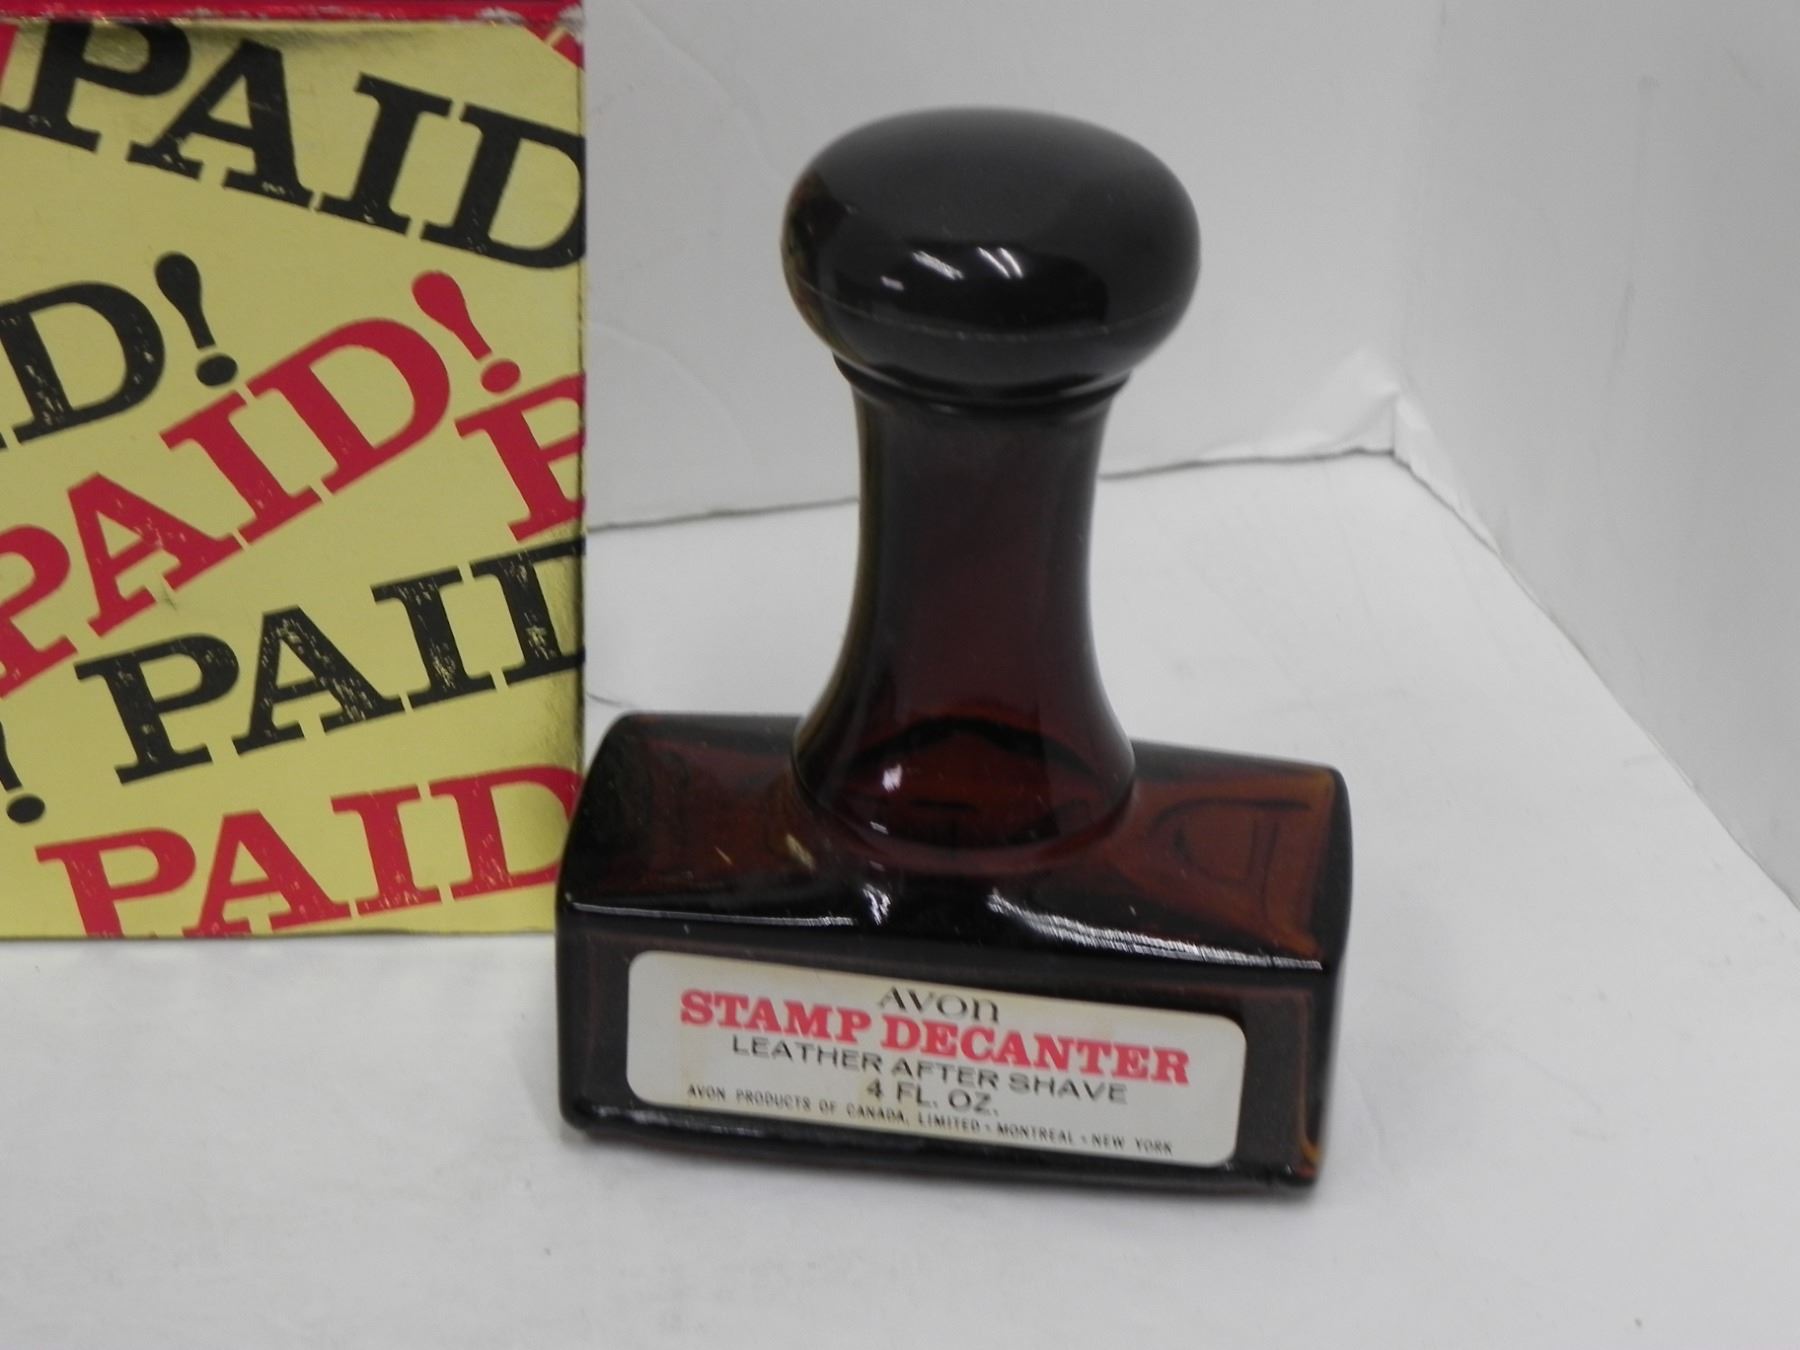 PAID
D!
PAID!
P
PAID
!
PAID
AVON
STAMP DECANTER
LEATHER AFTER SHAVE
4 FL. OZ.
AVON PRODUCTS OF CANADA, LIMITED - MONTREAL - NEW YORK